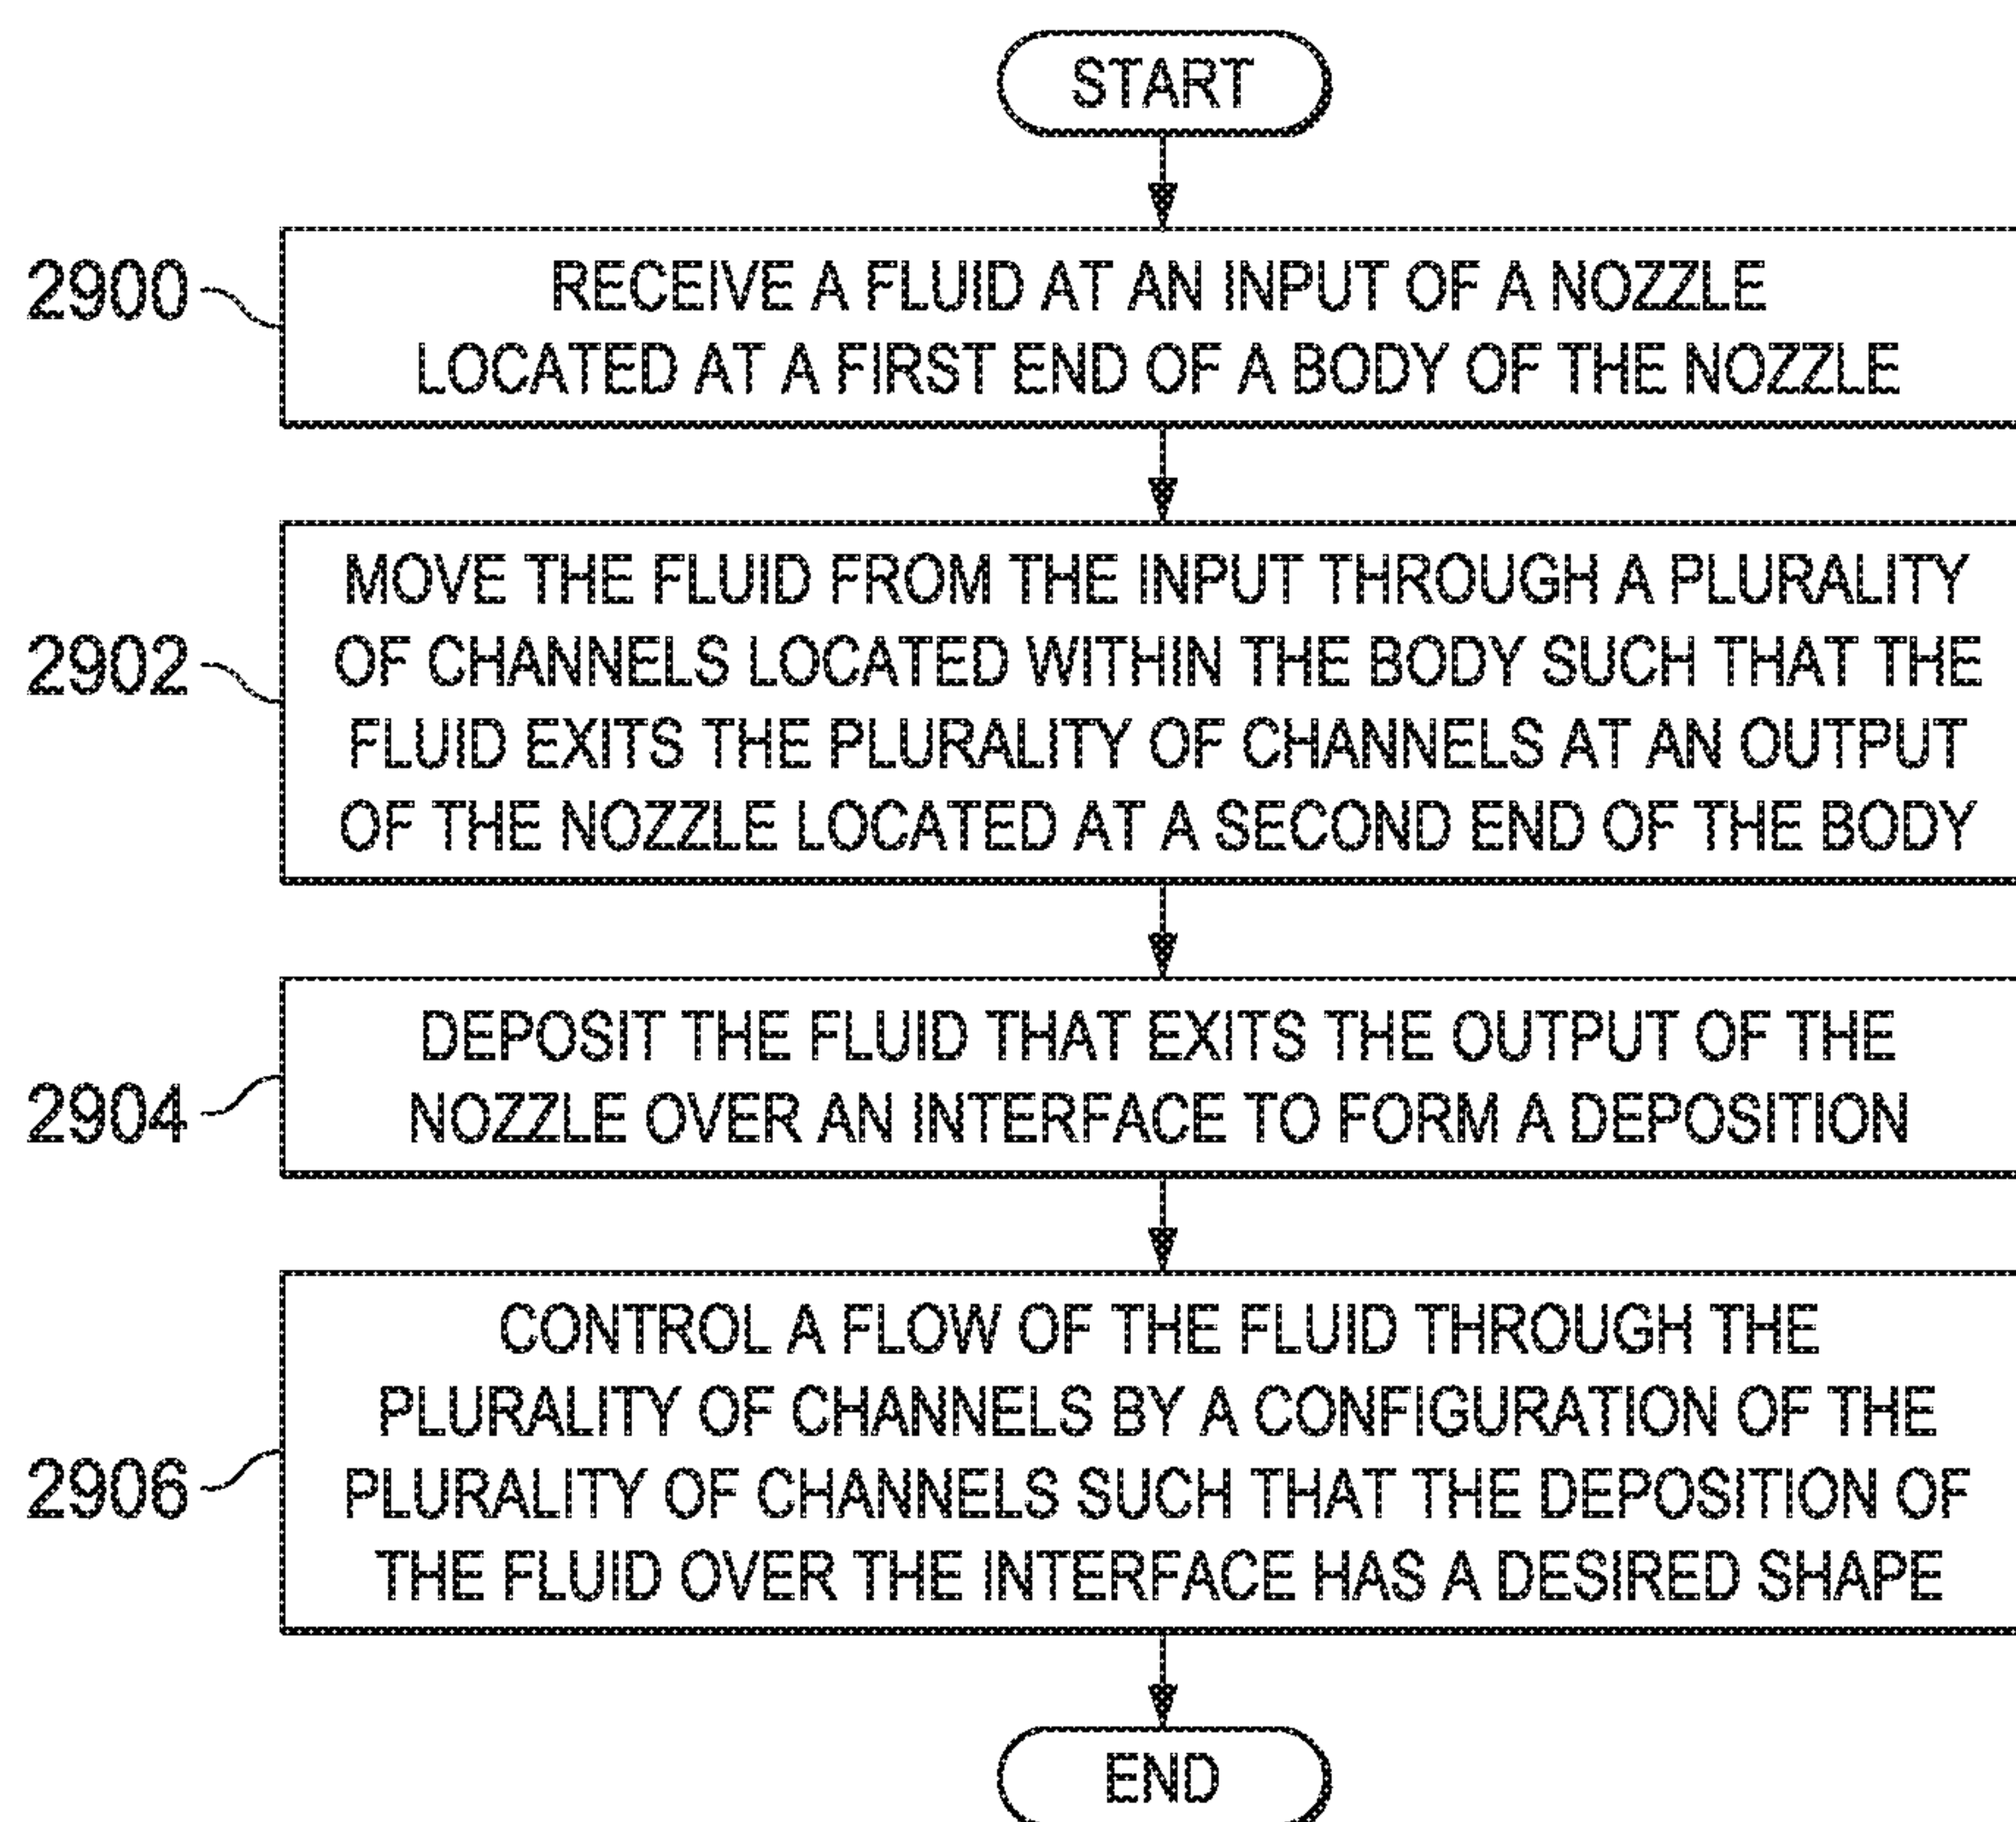 START
2900
RECEIVE A FLUID AT AN INPUT OF A NOZZLE
LOCATED AT A FIRST END OF A BODY OF THE NOZZLE
2902
MOVE THE FLUID FROM THE INPUT THROUGH A PLURALITY
OF CHANNELS LOCATED WITHIN THE BODY SUCH THAT THE
FLUID EXITS THE PLURALITY OF CHANNELS AT AN OUTPUT
OF THE NOZZLE LOCATED AT A SECOND END OF THE BODY
2904
DEPOSIT THE FLUID THAT EXITS THE OUTPUT OF THE
NOZZLE OVER AN INTERFACE TO FORM A DEPOSITION
2906
CONTROL A FLOW OF THE FLUID THROUGH THE
PLURALITY OF CHANNELS BY A CONFIGURATION OF THE
PLURALITY OF CHANNELS SUCH THAT THE DEPOSITION OF
THE FLUID OVER THE INTERFACE HAS A DESIRED SHAPE
END